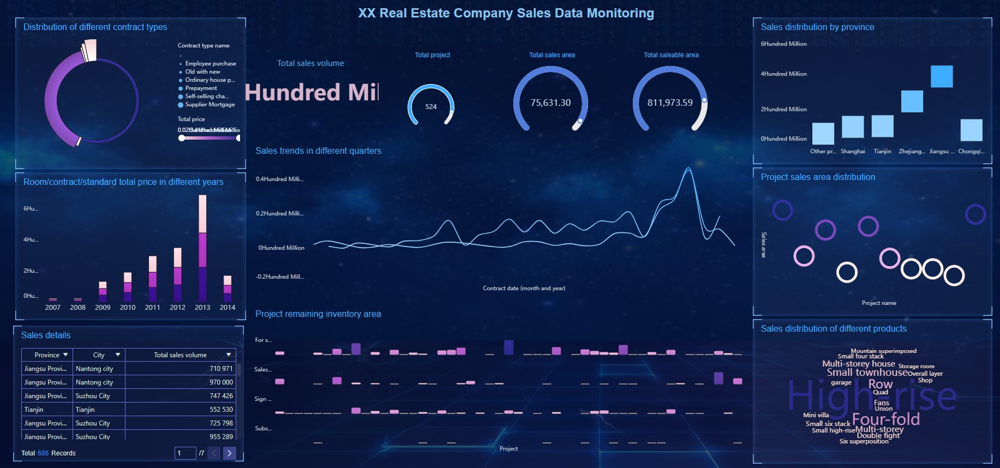 XX Real Estate Company Sales Data Monitoring
Distribution of different contract types
Contract type name
Employee purchase
Old with new
Ordinary house p...
Prepayment
Self-selling cha...
Supplier Mortgage
Total price
Total sales volume
Hundred Mil
Total project
524
Total sales area
75,631.30
Total saleable area
811,973.59
Sales distribution by province
6Hundred Million
4Hundred Million
2Hundred Million
0Hundred Million
Other pr... Shanghai Tianjin Zhejiang... Jiangsu ... Chongqi...
Room/contract/standard total price in different years
6Hu...
4Hu...
2Hu...
0Hu...
2007 2008 2009 2010 2011 2012 2013 2014
Sales trends in different quarters
0.4Hundred Milli...
0.2Hundred Milli...
0Hundred Million
-0.2Hundred Mill...
Contract date (month and year)
Project sales area distribution
Sales area
Project name
Sales details
Province City Total sales volume
Jiangsu Provi... Nantong city 710 971
Jiangsu Provi... Nantong city 970 000
Jiangsu Provi... Suzhou City 747 426
Tianjin Tianjin 552 530
Jiangsu Provi... Suzhou City 725 798
Jiangsu Provi... Suzhou City 955 289
Total 686 Records
1 /7
Project remaining inventory area
For s...
Sales...
Sign ...
Subs...
Project
Sales distribution of different products
Mountain superimposed
Small four stack
Multi-storey house
Storage room
Small townhouse
Overall layer
garage
Row
Shop
Quad
High-rise
Fans
Union
Mini villa
Four-fold
Small six stack
Small high-rise
Multi-storey
Double fight
Six superposition